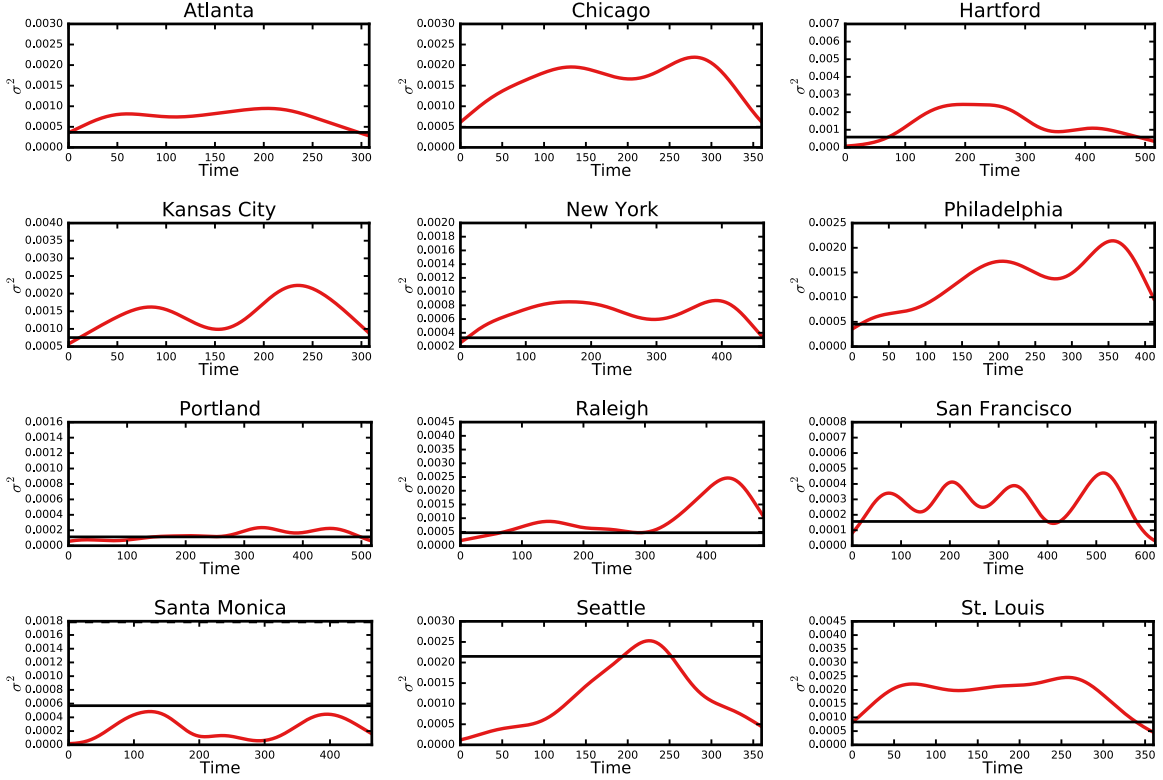 Atlanta
0.0030
0.0025
0.0020
σ²
0.0015
0.0010
0.0005
0.0000
0 50 100 150 200 250 300
Time
Chicago
0.0030
0.0025
0.0020
σ²
0.0015
0.0010
0.0005
0.0000
0 50 100 150 200 250 300 350
Time
Hartford
0.007
0.006
0.005
0.004
σ²
0.003
0.002
0.001
0.000
0 100 200 300 400 500
Time
Kansas City
0.0040
0.0035
0.0030
0.0025
σ²
0.0020
0.0015
0.0010
0.0005
0 50 100 150 200 250 300
Time
New York
0.0020
0.0018
0.0016
0.0014
0.0012
σ²
0.0010
0.0008
0.0006
0.0004
0.0002
0 100 200 300 400
Time
Philadelphia
0.0025
0.0020
0.0015
σ²
0.0010
0.0005
0.0000
0 50 100 150 200 250 300 350 400
Time
Portland
0.0016
0.0014
0.0012
0.0010
σ²
0.0008
0.0006
0.0004
0.0002
0.0000
0 100 200 300 400 500
Time
Raleigh
0.0045
0.0040
0.0035
0.0030
0.0025
σ²
0.0020
0.0015
0.0010
0.0005
0.0000
0 100 200 300 400
Time
San Francisco
0.0008
0.0007
0.0006
0.0005
σ²
0.0004
0.0003
0.0002
0.0001
0.0000
0 100 200 300 400 500 600
Time
Santa Monica
0.0018
0.0016
0.0014
0.0012
0.0010
σ²
0.0008
0.0006
0.0004
0.0002
0.0000
0 100 200 300 400
Time
Seattle
0.0030
0.0025
0.0020
σ²
0.0015
0.0010
0.0005
0.0000
0 50 100 150 200 250 300 350
Time
St. Louis
0.0045
0.0040
0.0035
0.0030
0.0025
σ²
0.0020
0.0015
0.0010
0.0005
0.0000
0 50 100 150 200 250 300 350
Time